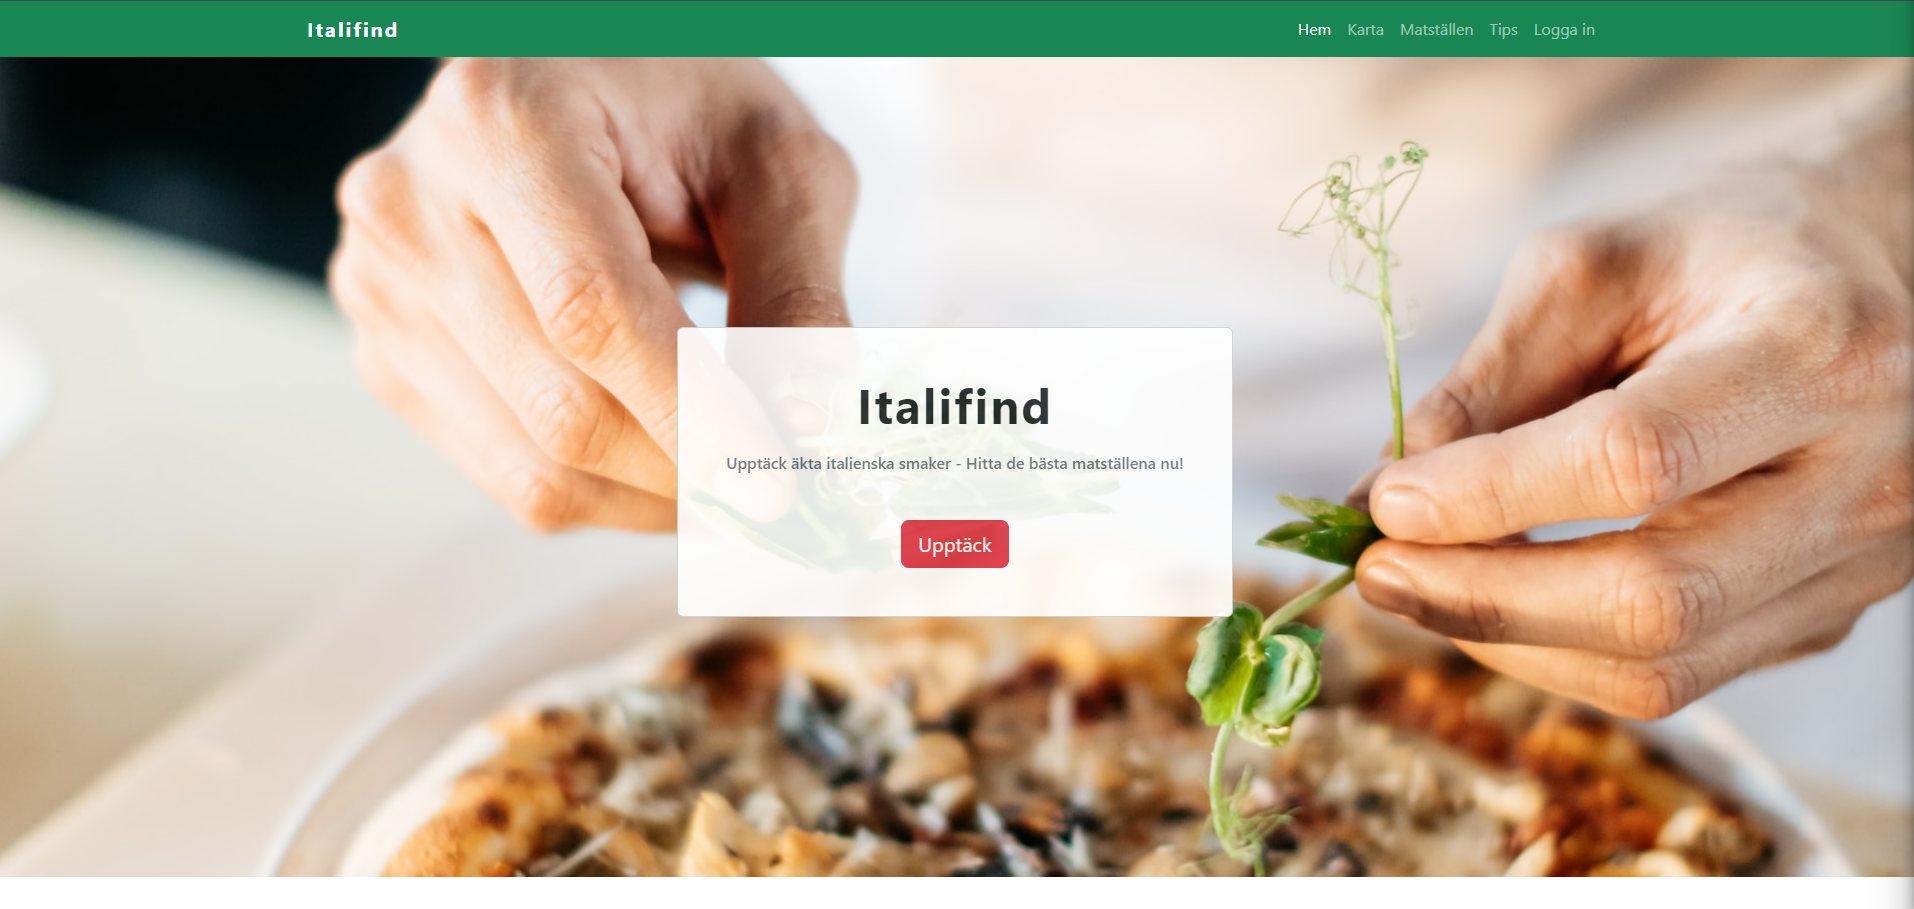 Italifind
Hem Karta Matställen Tips Logga in
Italifind
Upptäck äkta italienska smaker - Hitta de bästa matställena nu!
Upptäck